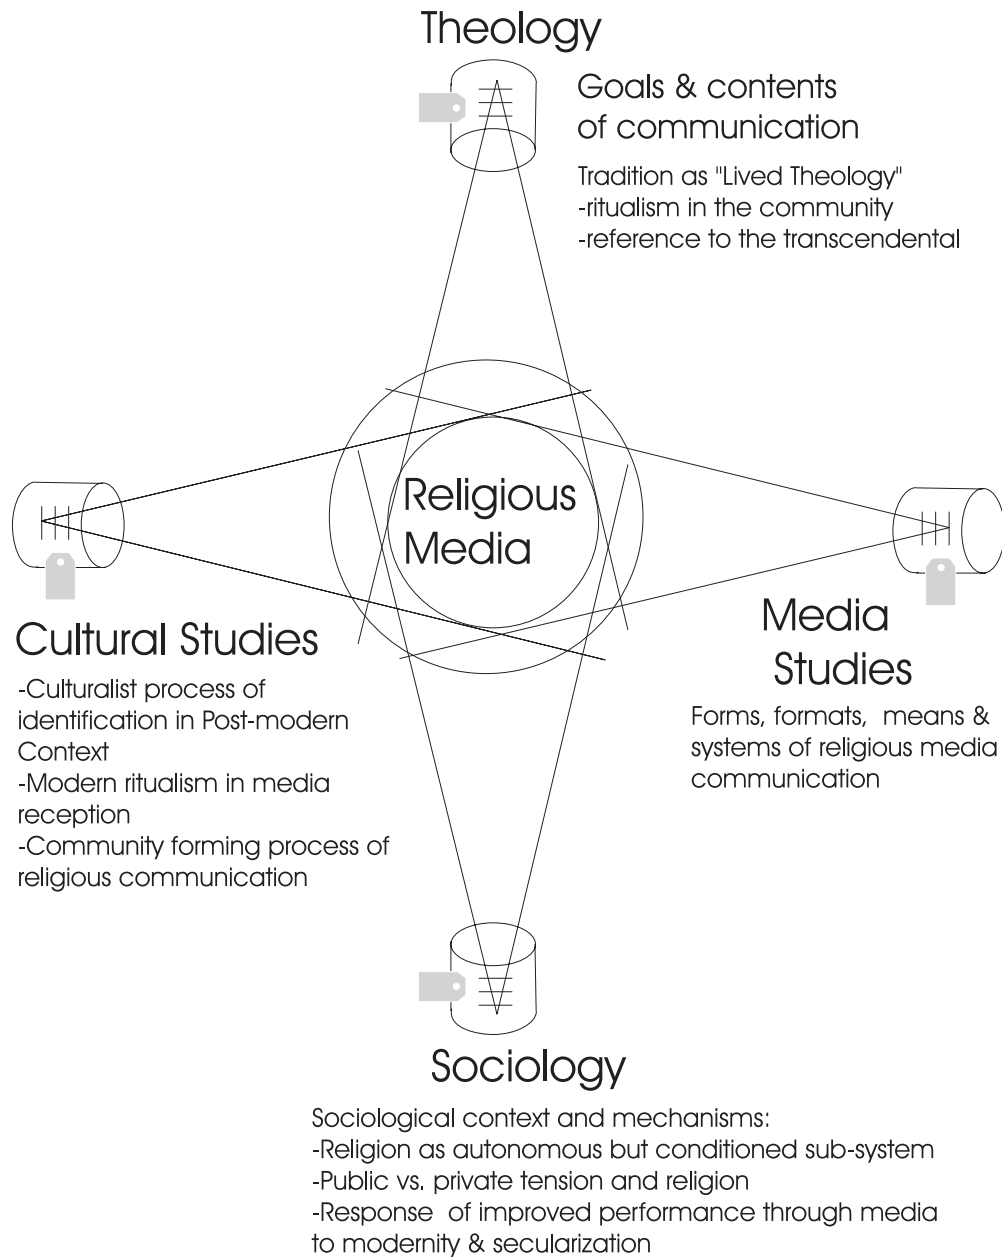 Theology
Goals & contents
of communication
Tradition as "Lived Theology"
-ritualism in the community
-reference to the transcendental
Religious
Media
Cultural Studies
-Culturalist process of
identification in Post-modern
Context
-Modern ritualism in media
reception
-Community forming process of
religious communication
Media
Studies
Forms, formats, means &
systems of religious media
communication
Sociology
Sociological context and mechanisms:
-Religion as autonomous but conditioned sub-system
-Public vs. private tension and religion
-Response of improved performance through media
to modernity & secularization